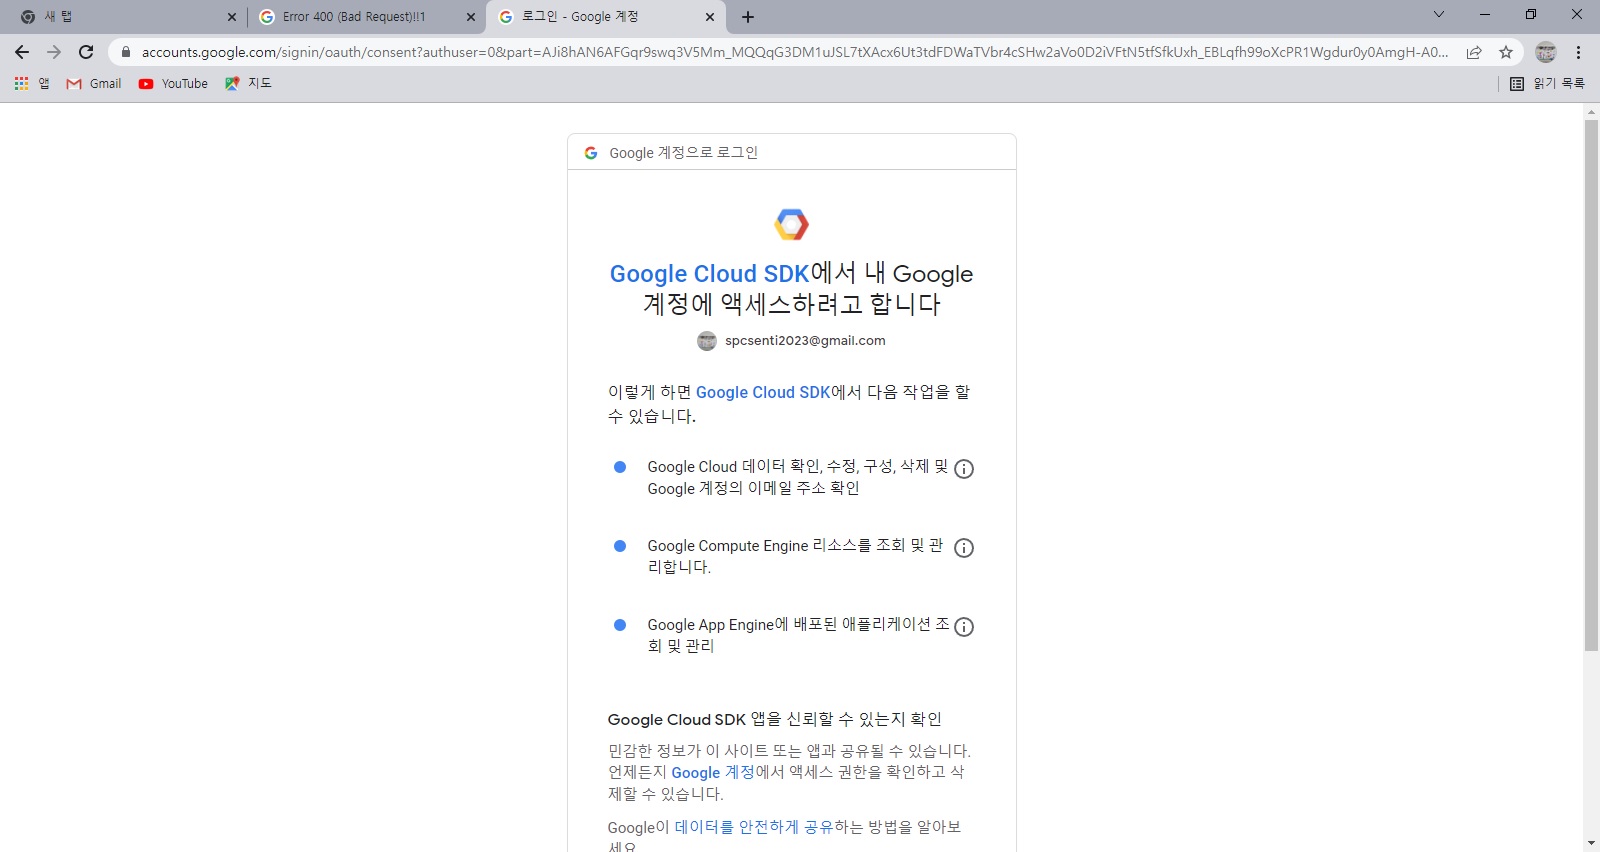 새 탭
Error 400 (Bad Request)!!1
로그인 - Google 계정
accounts.google.com/signin/oauth/consent?authuser=0&part=AJi8hAN6AFGqr9swq3V5Mm_MQQqG3DM1uJSL7tXAcx6Ut3tdFDWaTVbr4cSHw2aVo0D2iVFtN5tfSfkUxh_EBLqfh99oXcPR1Wgdur0y0AmgH-A0...
앱
Gmail
YouTube
지도
읽기 목록
Google 계정으로 로그인
Google Cloud SDK에서 내 Google
계정에 액세스하려고 합니다
spcsenti2023@gmail.com
이렇게 하면 Google Cloud SDK에서 다음 작업을 할
수 있습니다.
Google Cloud 데이터 확인, 수정, 구성, 삭제 및
Google 계정의 이메일 주소 확인
Google Compute Engine 리소스를 조회 및 관
리합니다.
Google App Engine에 배포된 애플리케이션 조
회 및 관리
Google Cloud SDK 앱을 신뢰할 수 있는지 확인
민감한 정보가 이 사이트 또는 앱과 공유될 수 있습니다.
언제든지 Google 계정에서 액세스 권한을 확인하고 삭
제할 수 있습니다.
Google이 데이터를 안전하게 공유하는 방법을 알아보
세요